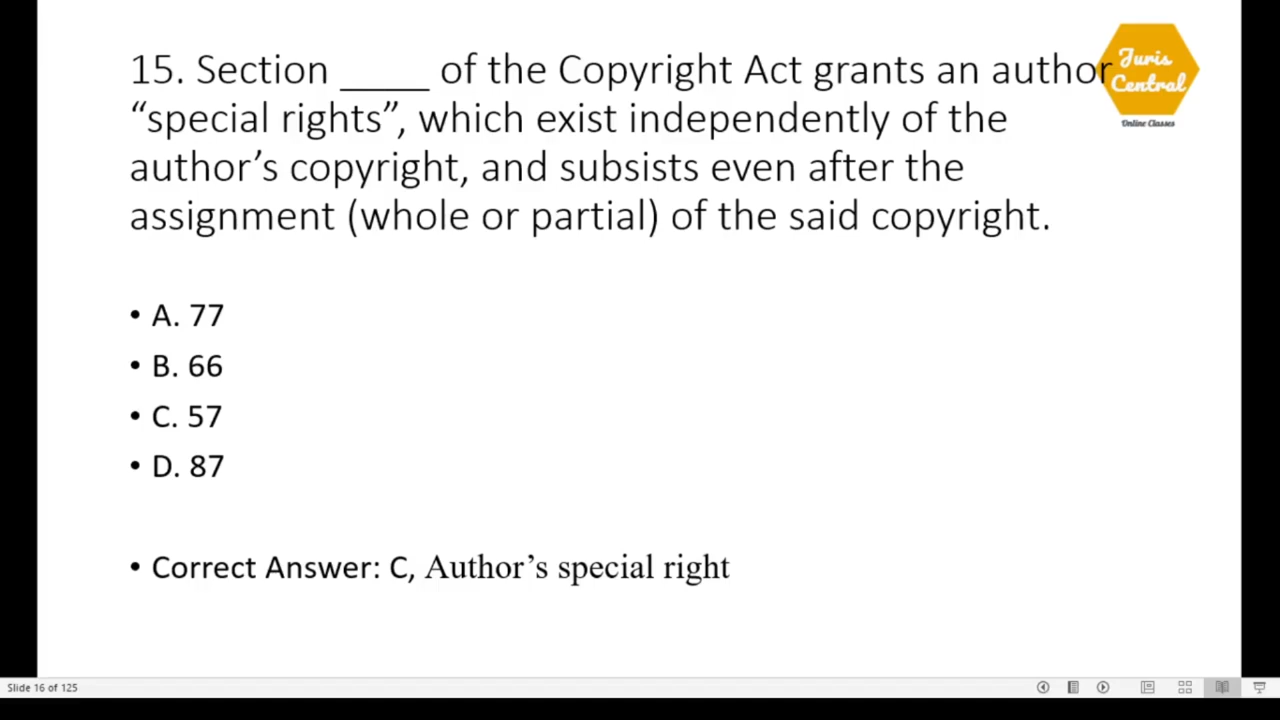 15. Section ____ of the Copyright Act grants an author
“special rights”, which exist independently of the
author’s copyright, and subsists even after the
assignment (whole or partial) of the said copyright.
Juris
Central
Online Classes
• A. 77
• B. 66
• C. 57
• D. 87
• Correct Answer: C, Author’s special right
Slide 16 of 125